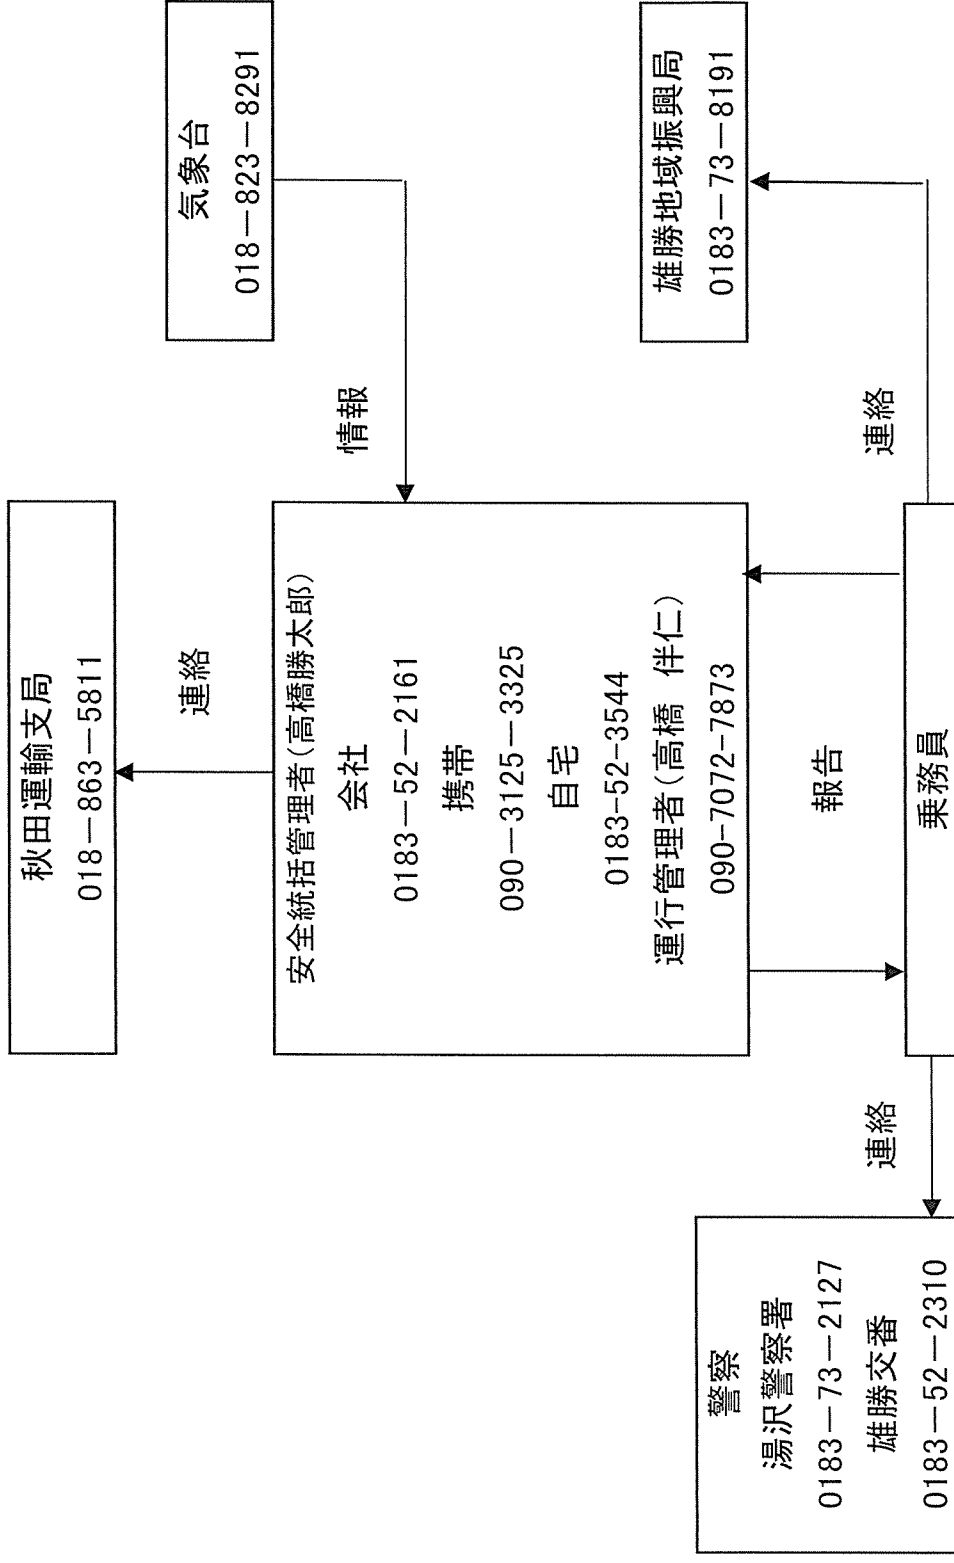 秋田運輸支局
018－863－5811
連絡
気象台
018－823－8291
情報
安全統括管理者(高橋勝太郎)
会社
0183－52－2161
携帯
090－3125－3325
自宅
0183-52-3544
運行管理者(高橋 伴仁)
090-7072-7873
雄勝地域振興局
0183－73－8191
報告
連絡
乗務員
連絡
警察
湯沢警察署
0183－73－2127
雄勝交番
0183－52－2310